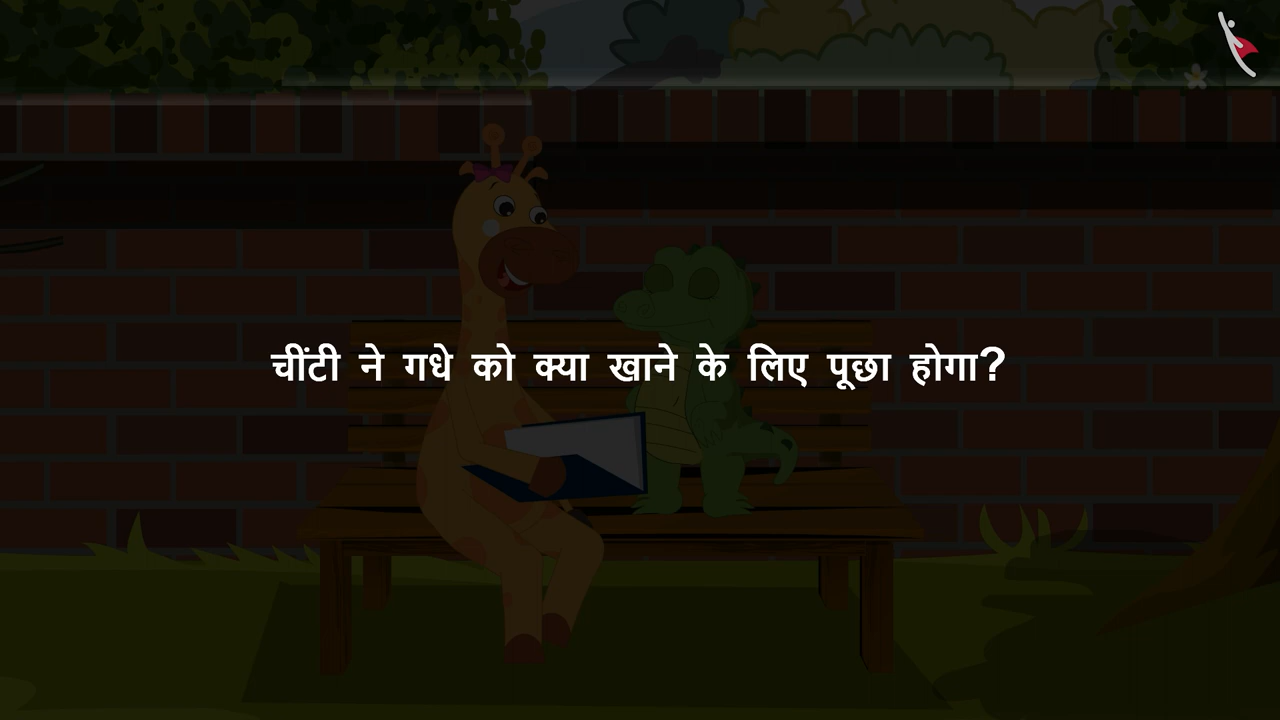 चींटी ने गधे को क्या खाने के लिए पूछा होगा?